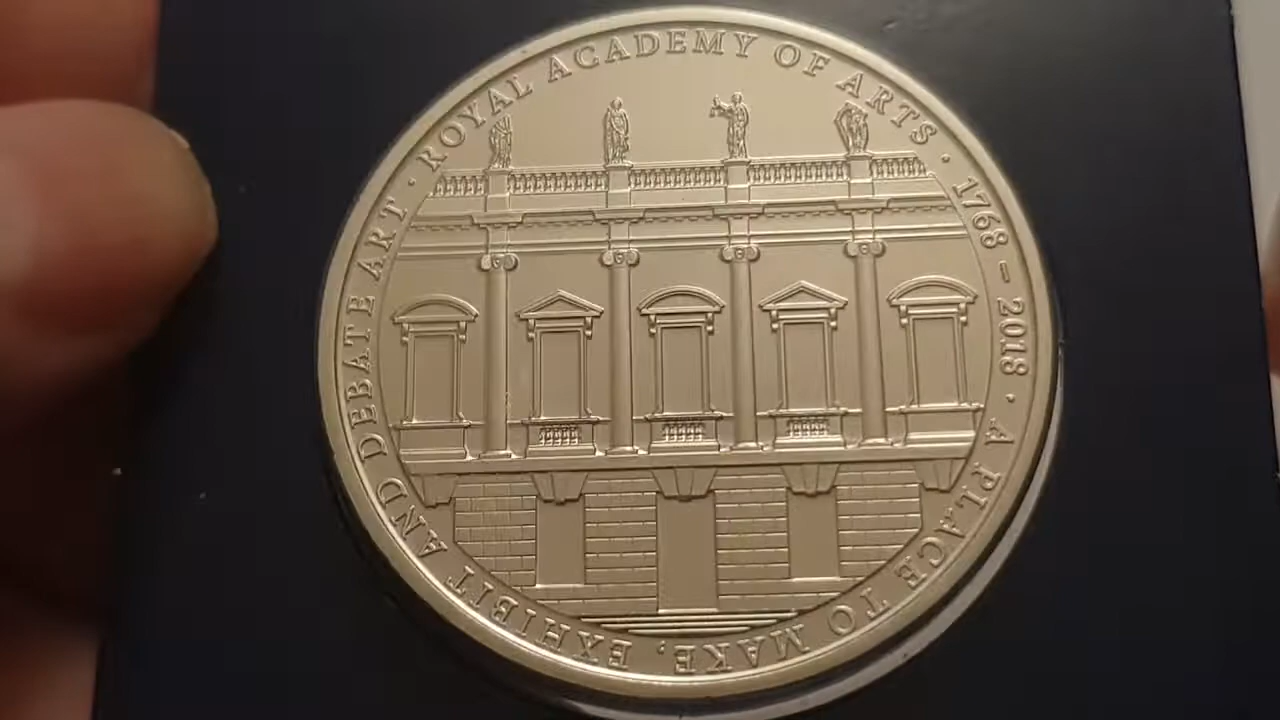 ROYAL ACADEMY OF ARTS · 1768 – 2018 · A PLACE TO MAKE, EXHIBIT AND DEBATE ART ·